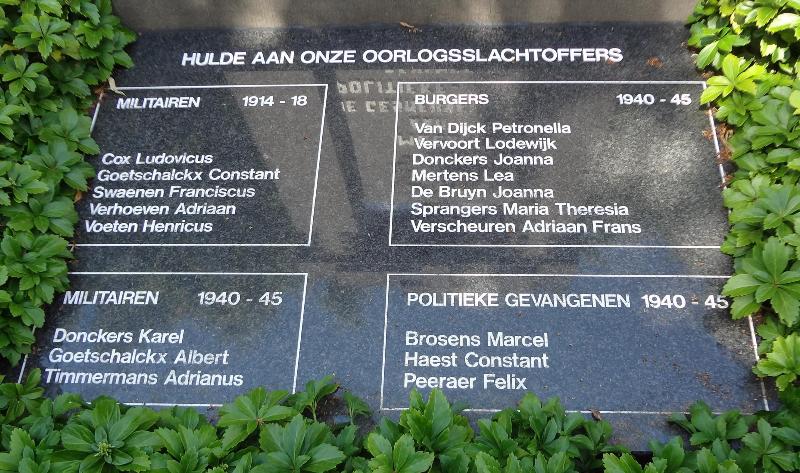 HULDE AAN ONZE OORLOGSSLACHTOFFERS
MILITAIREN 1914 - 18
Cox Ludovicus
Goetschalckx Constant
Swaenen Franciscus
Verhoeven Adriaan
Voeten Henricus
BURGERS 1940 - 45
Van Dijck Petronella
Vervoort Lodewijk
Donckers Joanna
Mertens Lea
De Bruyn Joanna
Sprangers Maria Theresia
Verscheuren Adriaan Frans
MILITAIREN 1940 - 45
Donckers Karel
Goetschalckx Albert
Timmermans Adrianus
POLITIEKE GEVANGENEN 1940 - 45
Brosens Marcel
Haest Constant
Peeraer Felix